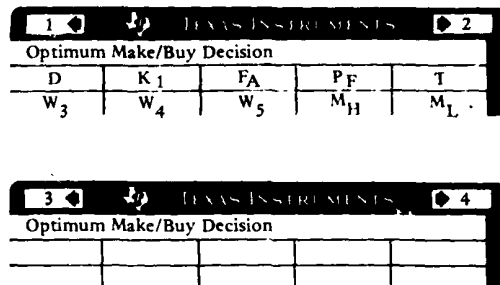 1 TEXAS INSTRUMENTS 2
Optimum Make/Buy Decision
D K1 FA PF T
W3 W4 W5 MH ML
3 TEXAS INSTRUMENTS 4
Optimum Make/Buy Decision